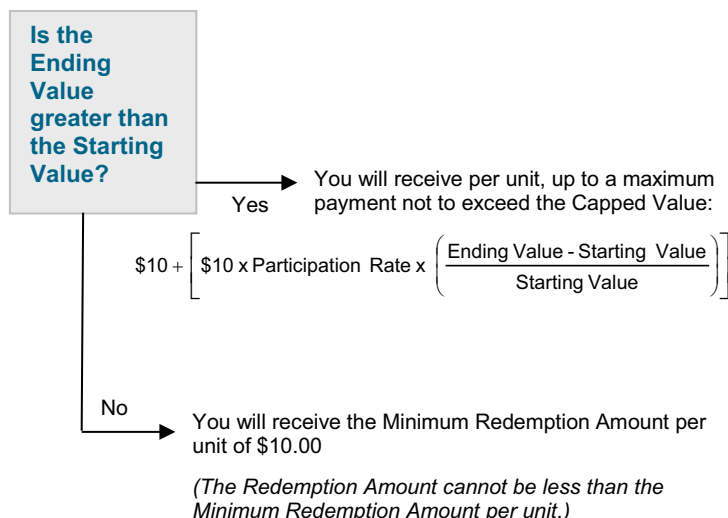 Is the
Ending
Value
greater than
the Starting
Value?
Yes
You will receive per unit, up to a maximum
payment not to exceed the Capped Value:
$10 + [ $10 x Participation Rate x ( Ending Value - Starting Value
Starting Value ) ]
No
You will receive the Minimum Redemption Amount per
unit of $10.00
(The Redemption Amount cannot be less than the
Minimum Redemption Amount per unit.)